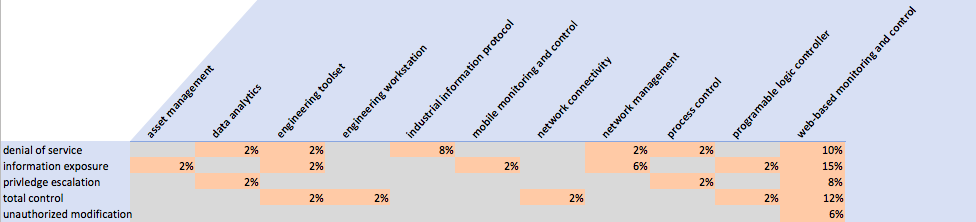 asset management
data analytics
engineering toolset
engineering workstation
industrial information protocol
mobile monitoring and control
network connectivity
network management
process control
programable logic controller
web-based monitoring and control
denial of service 2% 2% 8% 2% 2% 10%
information exposure 2% 2% 2% 6% 2% 15%
privledge escalation 2% 2% 8%
total control 2% 2% 2% 2% 12%
unauthorized modification 6%